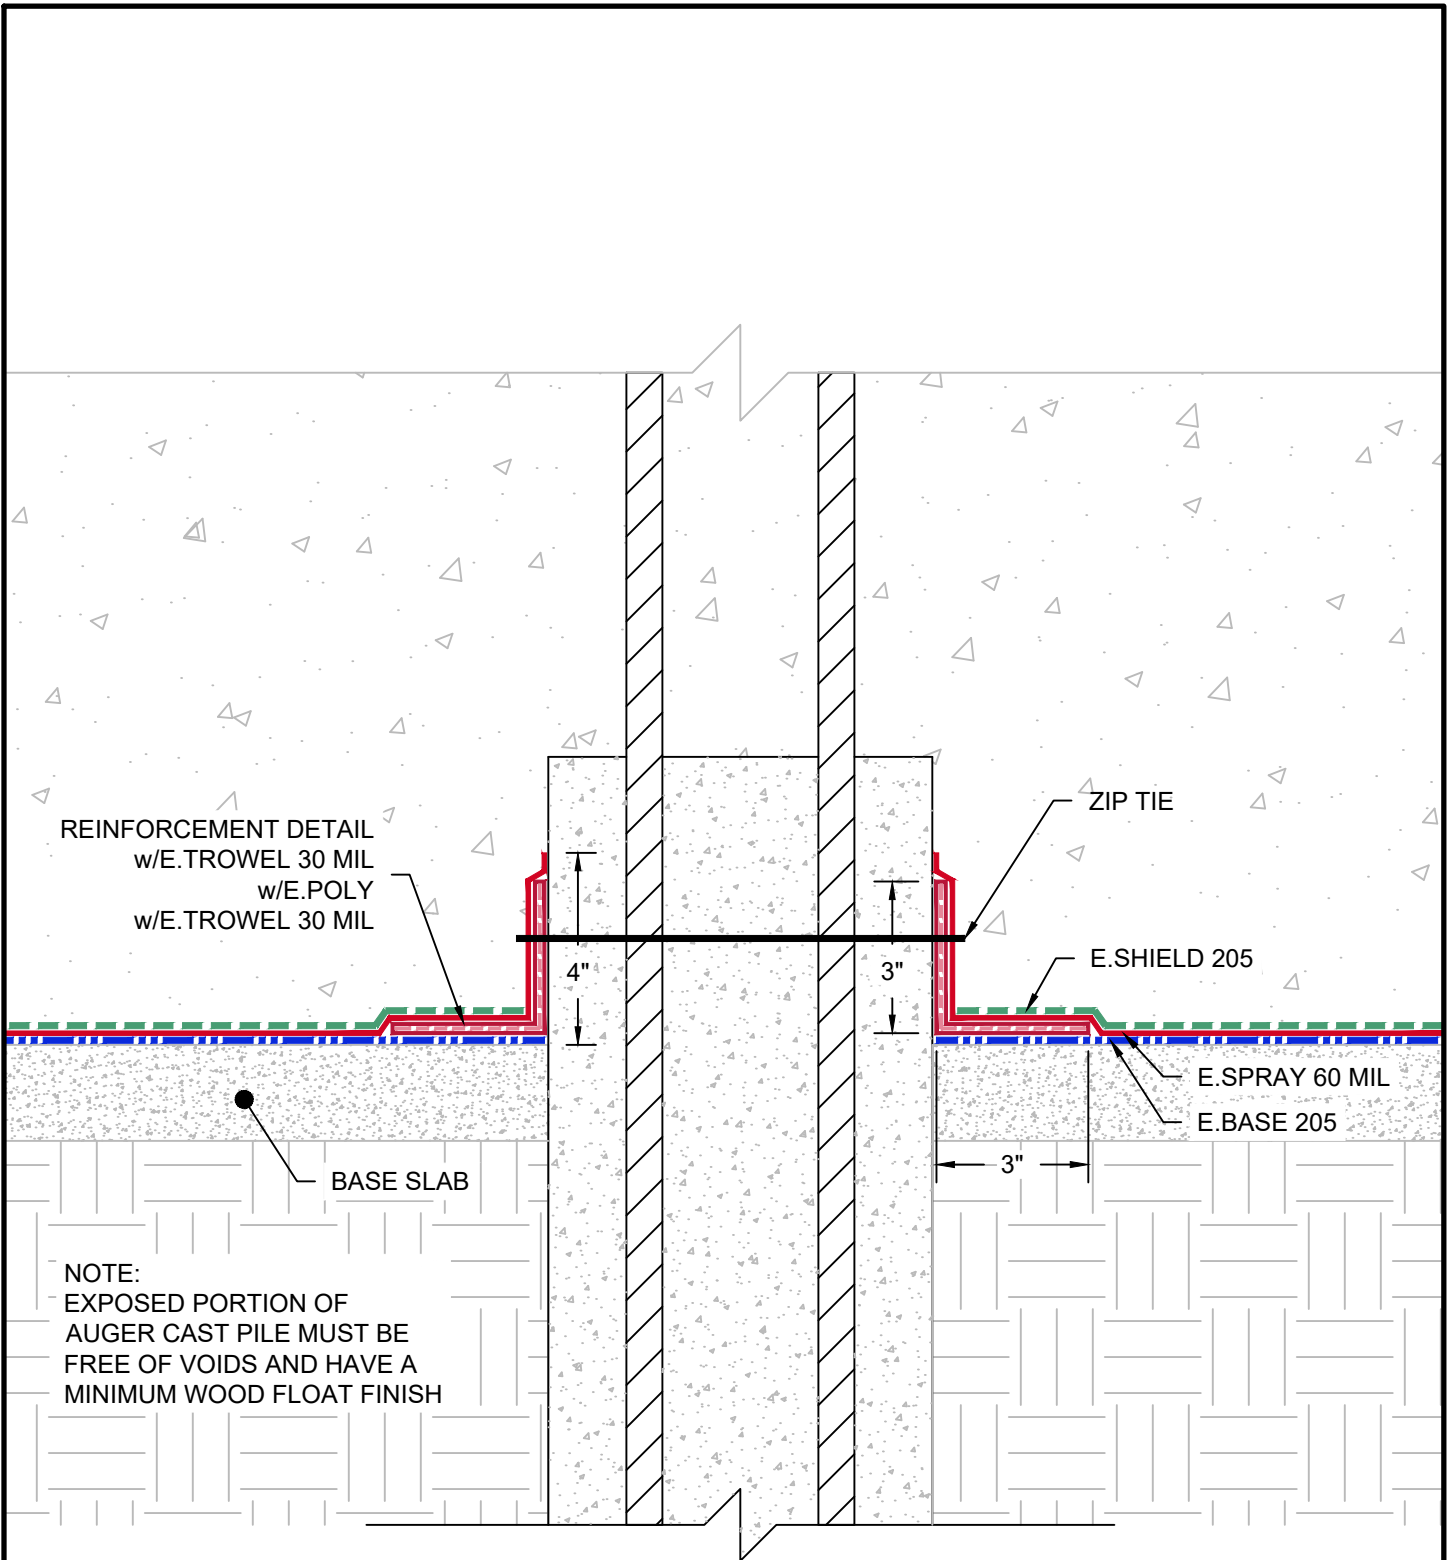 ZIP TIE
REINFORCEMENT DETAIL
w/E.TROWEL 30 MIL
w/E.POLY
w/E.TROWEL 30 MIL
4"
3"
E.SHIELD 205
E.SPRAY 60 MIL
E.BASE 205
3"
BASE SLAB
NOTE:
EXPOSED PORTION OF
AUGER CAST PILE MUST BE
FREE OF VOIDS AND HAVE A
MINIMUM WOOD FLOAT FINISH